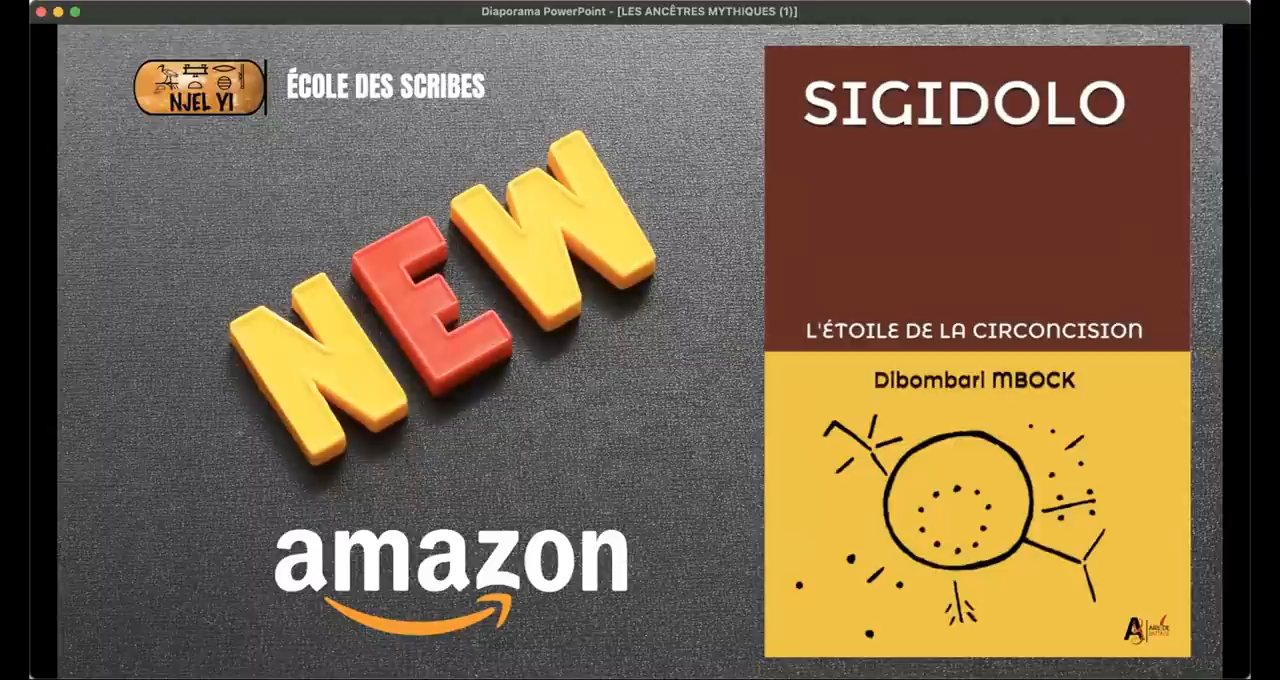 Diaporama PowerPoint - [LES ANCÊTRES MYTHIQUES (1)]
NJEL YI
ÉCOLE DES SCRIBES
NEW
amazon
SIGIDOLO
L'ÉTOILE DE LA CIRCONCISION
Dibombari MBOCK